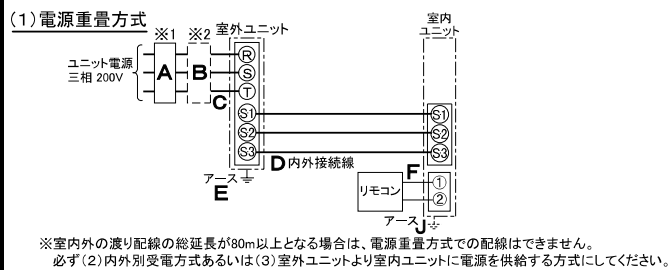 (1)電源重畳方式
※1 ※2 室外ユニット 室内ユニット
ユニット電源
三相 200V
A B C
R
S
T
S1 S1
S2 S2
S3 S3
D 内外接続線
アース
E
リモコン
F
①
②
アース J
※室内外の渡り配線の総延長が80m以上となる場合は、電源重畳方式での配線はできません。
必ず(2)内外別受電方式あるいは(3)室外ユニットより室内ユニットに電源を供給する方式にしてください。